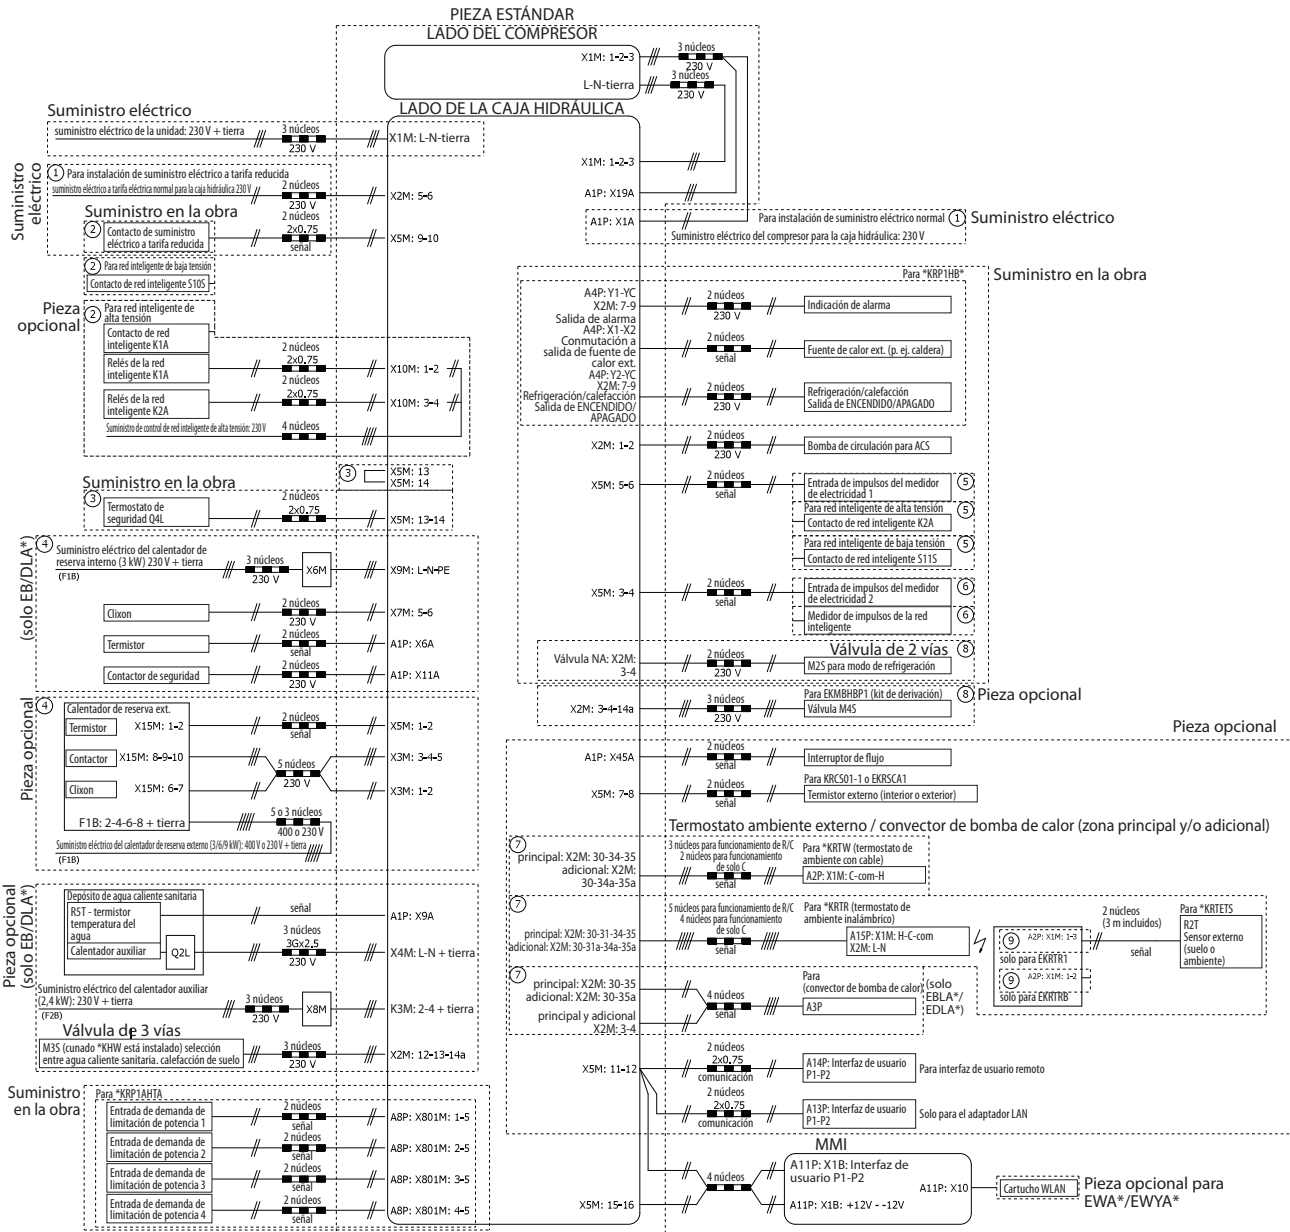 PIEZA ESTÁNDAR
LADO DEL COMPRESOR
X1M: 1-2-3
3 núcleos
230 V
L-N-tierra
3 núcleos
230 V
LADO DE LA CAJA HIDRÁULICA
Suministro eléctrico
suministro eléctrico de la unidad: 230 V + tierra
3 núcleos
230 V
X1M: L-N-tierra
Suministro eléctrico
1 Para instalación de suministro eléctrico a tarifa reducida
suministro eléctrico a tarifa eléctrica normal para la caja hidráulica 230 V
2 núcleos
230 V
X2M: 5-6
Suministro en la obra
2
Contacto de suministro
eléctrico a tarifa reducida
2 núcleos
2x0.75
señal
X5M: 9-10
2 Para red inteligente de baja tensión
Contacto de red inteligente S10S
Pieza
opcional
2 Para red inteligente de
alta tensión
Contacto de red
inteligente K1A
Relés de la red
inteligente K1A
2 núcleos
2x0.75
X10M: 1-2
Relés de la red
inteligente K2A
2 núcleos
2x0.75
X10M: 3-4
Suministro de control de red inteligente de alta tensión: 230 V
4 núcleos
3
X5M: 13
X5M: 14
Suministro en la obra
3
Termostato de
seguridad Q4L
2 núcleos
2x0.75
X5M: 13-14
(solo EB/DLA*)
4
Suministro eléctrico del calentador de
reserva interno (3 kW) 230 V + tierra
(F1B)
3 núcleos
230 V
X6M
X9M: L-N-PE
Clixon
2 núcleos
230 V
X7M: 5-6
Termistor
2 núcleos
señal
A1P: X6A
Contactor de seguridad
2 núcleos
230 V
A1P: X11A
Pieza opcional
4
Calentador de reserva ext.
Termistor
X15M: 1-2
2 núcleos
señal
X5M: 1-2
Contactor
X15M: 8-9-10
X3M: 3-4-5
5 núcleos
230 V
Clixon
X15M: 6-7
X3M: 1-2
F1B: 2-4-6-8 + tierra
5 o 3 núcleos
400 o 230 V
Suministro eléctrico del calentador de reserva externo (3/6/9 kW): 400 V o 230 V + tierra
(F1B)
Pieza opcional
(solo EB/DLA*)
Depósito de agua caliente sanitaria
R5T - termistor
temperatura del
agua
señal
A1P: X9A
Calentador auxiliar
Q2L
3 núcleos
3Gx2.5
230 V
X4M: L-N + tierra
Suministro eléctrico del calentador auxiliar
(2,4 kW): 230 V + tierra
(F2B)
3 núcleos
230 V
X8M
K3M: 2-4 + tierra
Válvula de 3 vías
M3S (cunado *KHW está instalado) selección
entre agua caliente sanitaria. calefacción de suelo
3 núcleos
230 V
X2M: 12-13-14a
Suministro
en la obra
Para *KRP1AHTA
Entrada de demanda de
limitación de potencia 1
2 núcleos
señal
A8P: X801M: 1-5
Entrada de demanda de
limitación de potencia 2
2 núcleos
señal
A8P: X801M: 2-5
Entrada de demanda de
limitación de potencia 3
2 núcleos
señal
A8P: X801M: 3-5
Entrada de demanda de
limitación de potencia 4
2 núcleos
señal
A8P: X801M: 4-5
X1M: 1-2-3
A1P: X19A
A1P: X1A
Para instalación de suministro eléctrico normal 1
Suministro eléctrico
Suministro eléctrico del compresor para la caja hidráulica: 230 V
Para *KRP1HB*
Suministro en la obra
A4P: Y1-YC
X2M: 7-9
Salida de alarma
2 núcleos
230 V
Indicación de alarma
A4P: X1-X2
Conmutación a
salida de fuente de
calor ext.
2 núcleos
señal
Fuente de calor ext. (p. ej. caldera)
A4P: Y2-YC
X2M: 7-9
Refrigeración/calefacción
Salida de ENCENDIDO/
APAGADO
2 núcleos
230 V
Refrigeración/calefacción
Salida de ENCENDIDO/APAGADO
X2M: 1-2
2 núcleos
230 V
Bomba de circulación para ACS
X5M: 5-6
2 núcleos
señal
Entrada de impulsos del medidor
de electricidad 1
5
Para red inteligente de alta tensión
Contacto de red inteligente K2A
5
Para red inteligente de baja tensión
Contacto de red inteligente S11S
5
X5M: 3-4
2 núcleos
señal
Entrada de impulsos del medidor
de electricidad 2
6
Medidor de impulsos de la red
inteligente
6
Válvula de 2 vías 8
Válvula NA: X2M:
3-4
2 núcleos
230 V
M2S para modo de refrigeración
Para EKMBHBP1 (kit de derivación) 8 Pieza opcional
X2M: 3-4-14a
3 núcleos
230 V
Válvula M4S
Pieza opcional
A1P: X45A
2 núcleos
señal
Interruptor de flujo
Para KRCS01-1 o EKRSCA1
X5M: 7-8
2 núcleos
señal
Termistor externo (interior o exterior)
Termostato ambiente externo / convector de bomba de calor (zona principal y/o adicional)
7
principal: X2M: 30-34-35
adicional: X2M:
30-34a-35a
3 núcleos para funcionamiento de R/C
2 núcleos para funcionamiento
de solo C
señal
Para *KRTW (termostato de
ambiente con cable)
A2P: X1M: C-com-H
7
principal: X2M: 30-31-34-35
adicional: X2M: 30-31a-34a-35a
5 núcleos para funcionamiento de R/C
4 núcleos para funcionamiento
de solo C
señal
Para *KRTR (termostato de
ambiente inalámbrico)
A15P: X1M: H-C-com
X2M: L-N
9 A2P: X1M: 1-3
solo para EKRTR1
9 A2P: X1M: 1-2
solo para EKRTRB
2 núcleos
(3 m incluidos)
señal
Para *KRTETS
R2T
Sensor externo
(suelo o
ambiente)
7
principal: X2M: 30-35
adicional: X2M: 30-35a
principal y adicional
X2M: 3-4
4 núcleos
señal
Para
(convector de bomba de calor)
A3P
(solo
EBLA*/
EDLA*)
X5M: 11-12
2 núcleos
2x0.75
comunicación
A14P: Interfaz de usuario
P1-P2
Para interfaz de usuario remoto
2 núcleos
2x0.75
comunicación
A13P: Interfaz de usuario
P1-P2
Solo para el adaptador LAN
MMI
X5M: 15-16
4 núcleos
A11P: X1B: Interfaz de
usuario P1-P2
A11P: X1B: +12V - -12V
A11P: X10
Cartucho WLAN
Pieza opcional para
EWA*/EWYA*